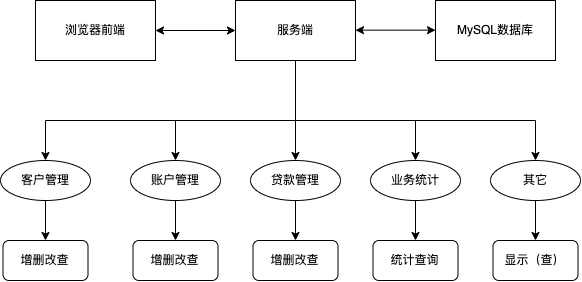 浏览器前端
服务端
MySQL数据库
客户管理
账户管理
贷款管理
业务统计
其它
增删改查
增删改查
增删改查
统计查询
显示（查）